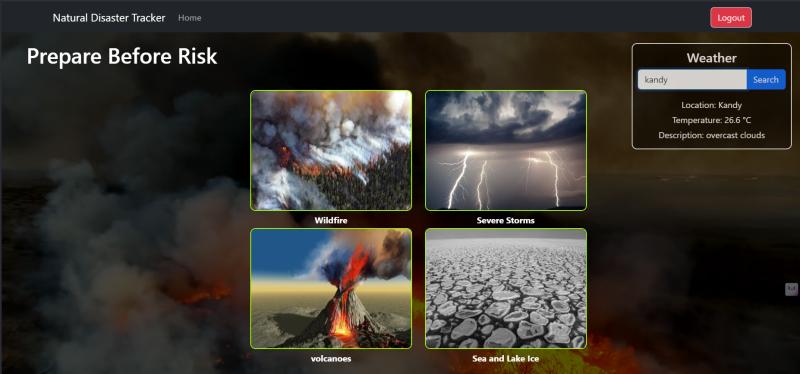 Natural Disaster Tracker Home Logout
Prepare Before Risk
Weather
kandy Search
Location: Kandy
Temperature: 26.6 °C
Description: overcast clouds
Wildfire
Severe Storms
volcanoes
Sea and Lake Ice